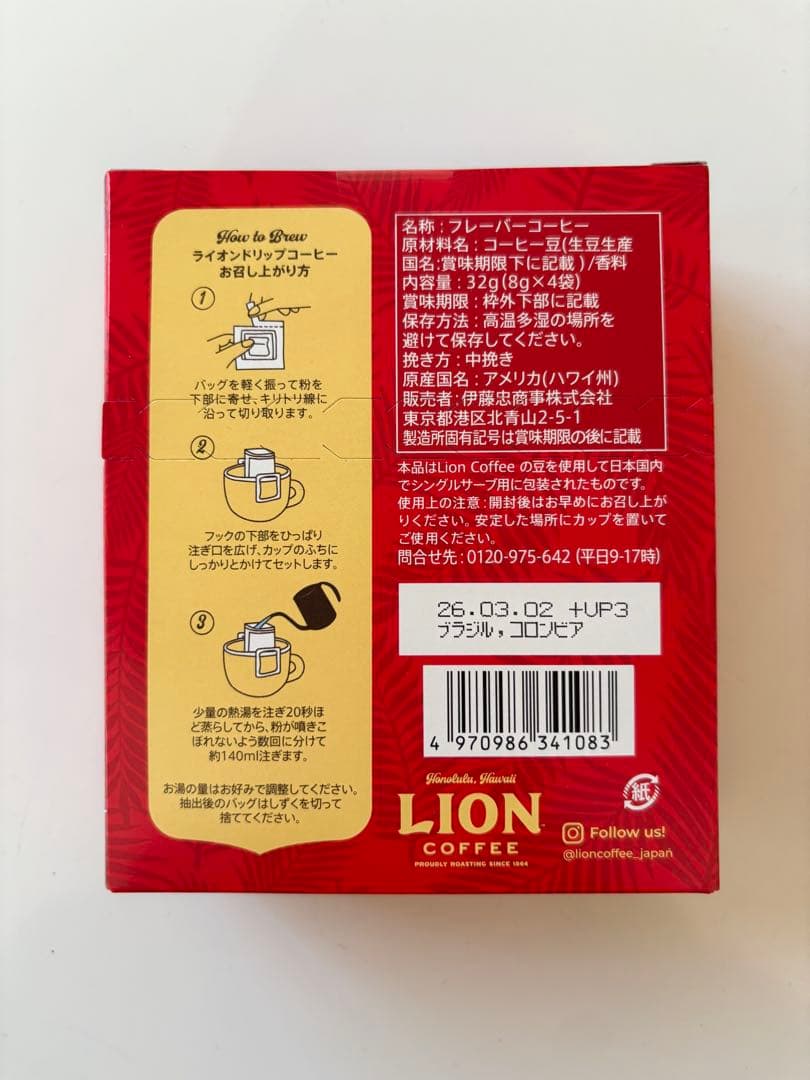 How to Brew
ライオンドリップコーヒー
お召し上がり方
1
バッグを軽く振って粉を
下部に寄せ、キリトリ線に
沿って切り取ります。
2
フックの下部をひっぱり
注ぎ口を広げ、カップのふちに
しっかりとかけてセットします。
3
少量の熱湯を注ぎ20秒ほ
ど蒸らしてから、粉が噴きこ
ぼれないよう数回に分けて
約140ml注ぎます。
お湯の量はお好みで調整してください。
抽出後のバッグはしずくを切って
捨ててください。
名称：フレーバーコーヒー
原材料名：コーヒー豆(生豆生産
国名:賞味期限下に記載)/香料
内容量：32g(8g×4袋)
賞味期限：枠外下部に記載
保存方法：高温多湿の場所を
避けて保存してください。
挽き方：中挽き
原産国名：アメリカ(ハワイ州)
販売者：伊藤忠商事株式会社
東京都港区北青山2-5-1
製造所固有記号は賞味期限の後に記載
本品はLion Coffee の豆を使用して日本国内
でシングルサーブ用に包装されたものです。
使用上の注意：開封後はお早めにお召し上が
りください。安定した場所にカップを置いて
ご使用ください。
問合せ先：0120-975-642 (平日9-17時)
26.03.02 +VP3
ブラジル,コロンビア
4 970986 341083
Honolulu, Hawaii
LION
COFFEE
PROUDLY ROASTING SINCE 1864
紙
Follow us!
@lioncoffee_japan